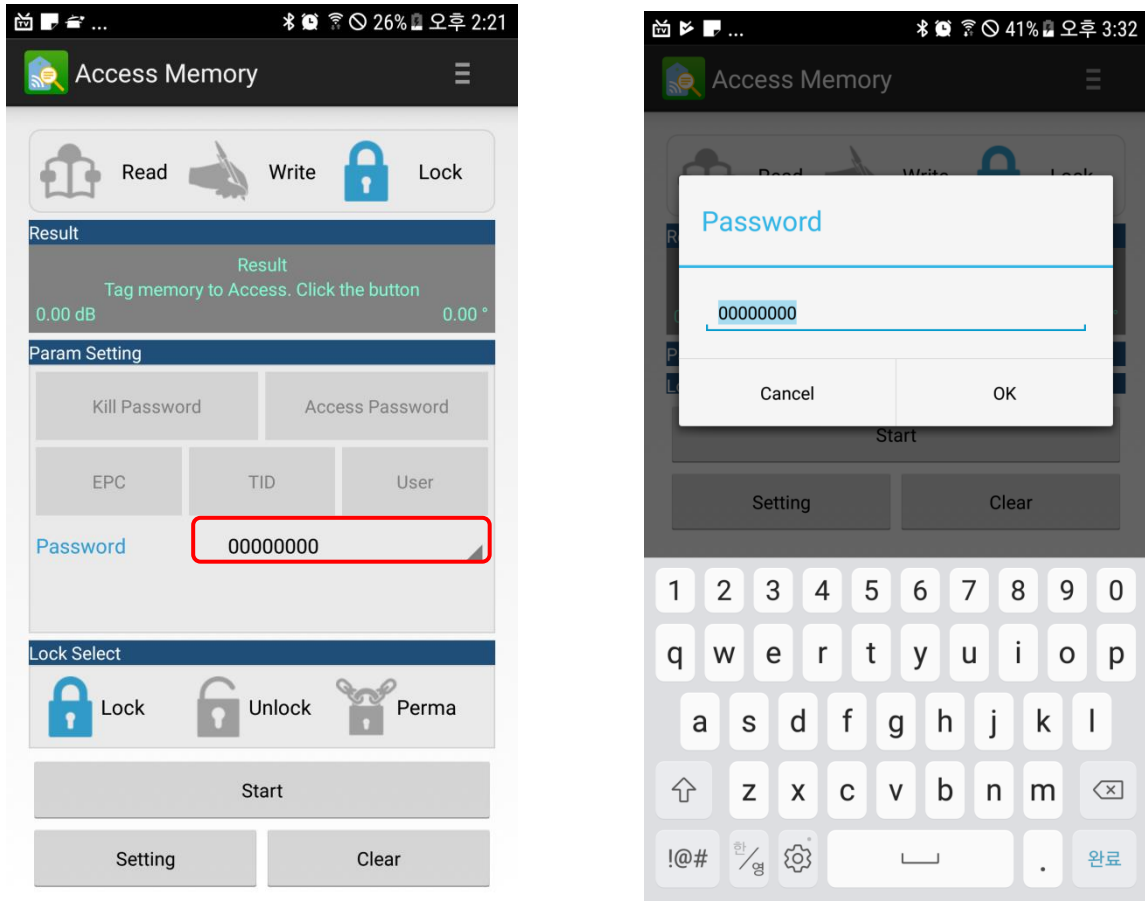 ... 26% 오후 2:21
Access Memory
Read Write Lock
Result
Result
Tag memory to Access. Click the button
0.00 dB 0.00 °
Param Setting
Kill Password Access Password
EPC TID User
Password 00000000
Lock Select
Lock Unlock Perma
Start
Setting Clear
... 41% 오후 3:32
Access Memory
Read Write Lock
Password
00000000
Cancel OK
Start
Setting Clear
1 2 3 4 5 6 7 8 9 0
q w e r t y u i o p
a s d f g h j k l
z x c v b n m
!@# 한/영 . 완료